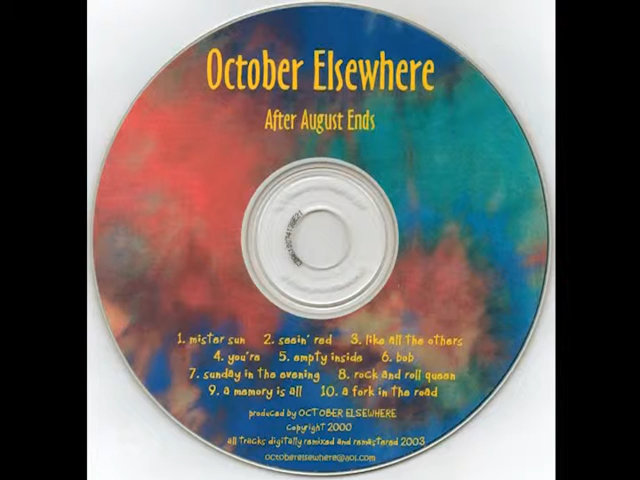 October Elsewhere
After August Ends
1. mister sun 2. seein' red 3. like all the others
4. you're 5. empty inside 6. bob
7. sunday in the evening 8. rock and roll queen
9. a memory is all 10. a fork in the road
produced by OCTOBER ELSEWHERE
Copyright 2000
all tracks digitally remixed and remastered 2003
octoberelsewhere@aol.com